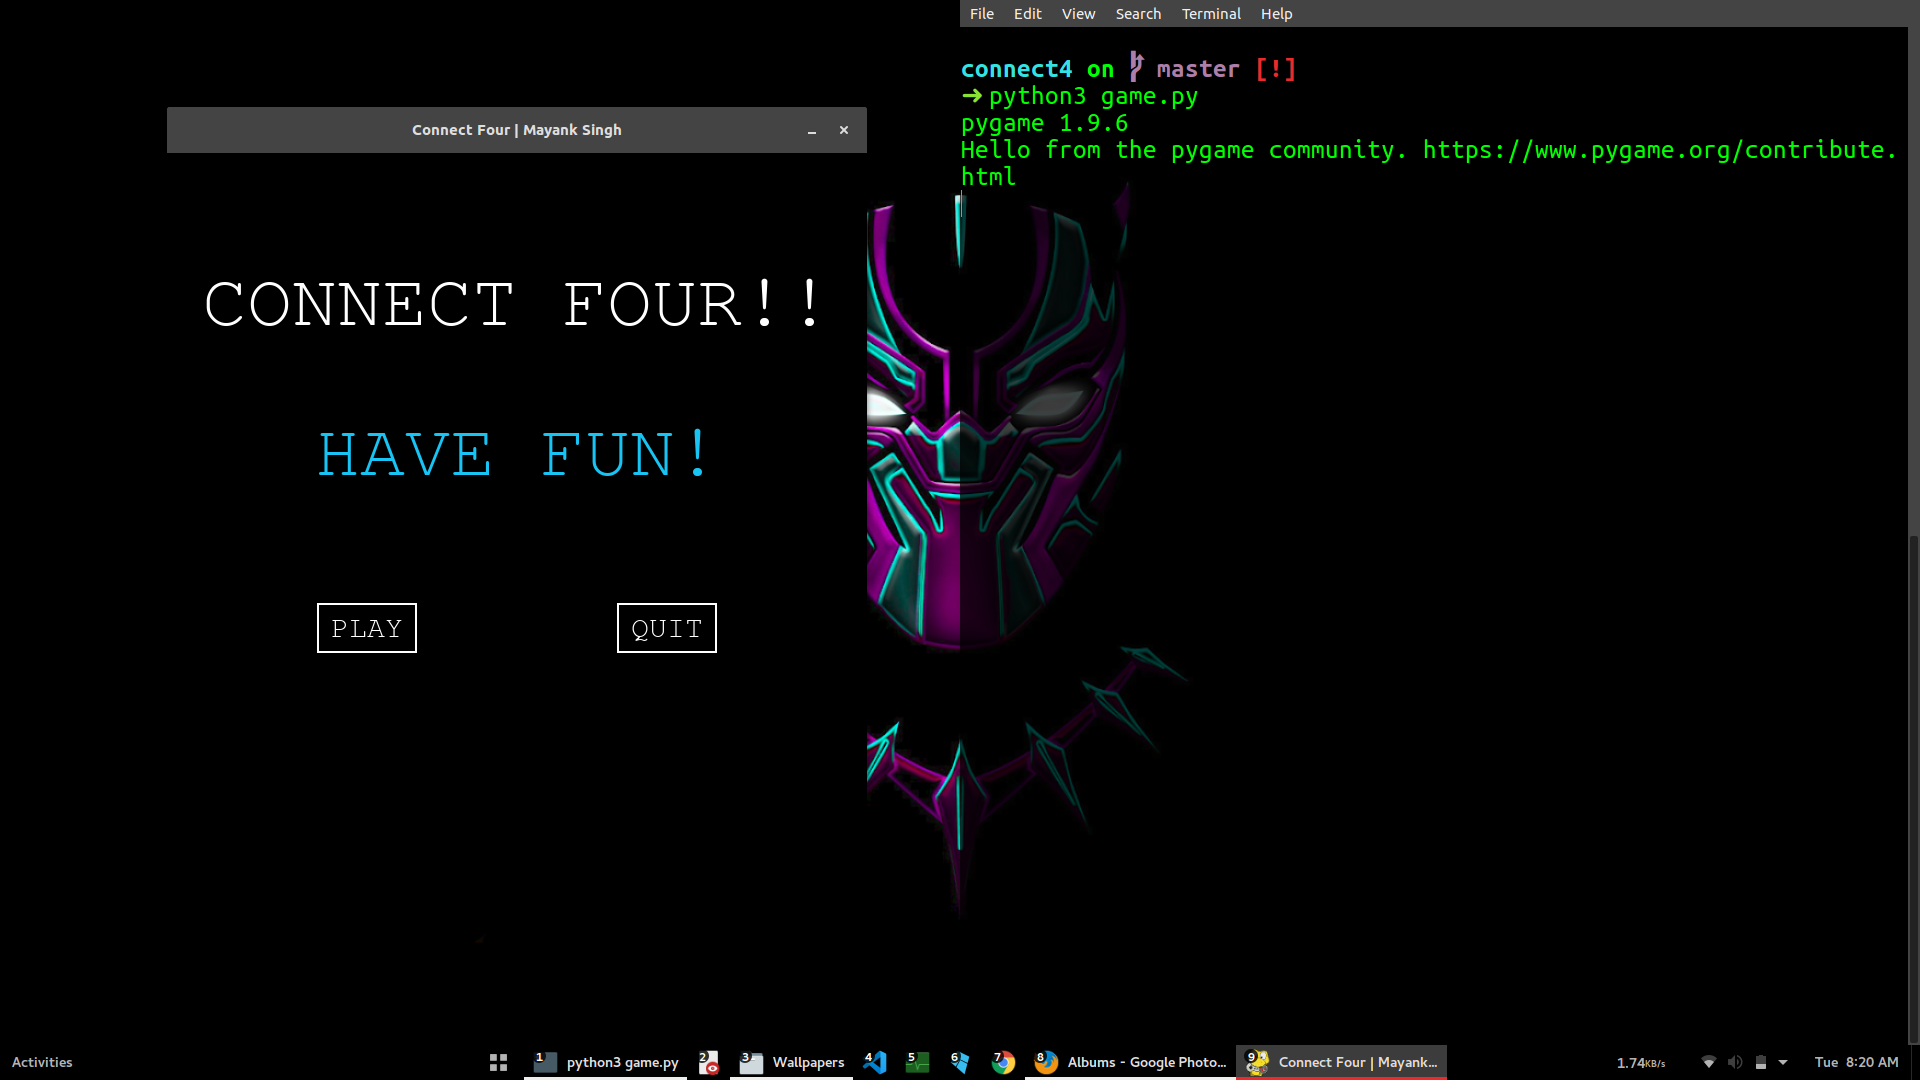 File Edit View Search Terminal Help
connect4 on master [!]
➜ python3 game.py
pygame 1.9.6
Hello from the pygame community. https://www.pygame.org/contribute.
html
Connect Four | Mayank Singh
CONNECT FOUR!!
HAVE FUN!
PLAY QUIT
Activities 1 python3 game.py 2 3 Wallpapers 4 5 6 7 8 Albums - Google Photo... 9 Connect Four | Mayank... 1.74KB/s Tue 8:20 AM